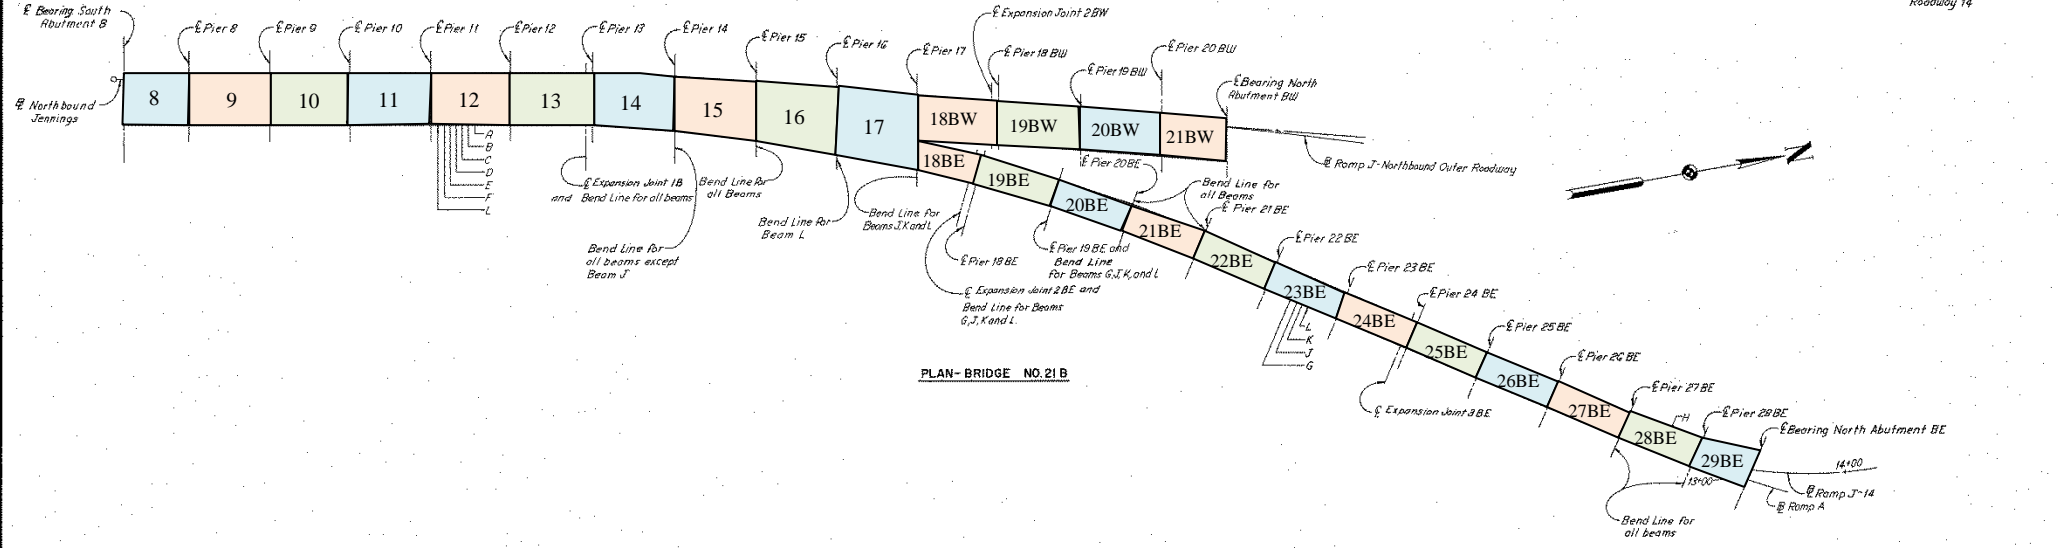 Roadway 14
℄ Bearing South
Abutment B
℄ Pier 8
℄ Pier 9
℄ Pier 10
℄ Pier 11
℄ Pier 12
℄ Pier 13
℄ Pier 14
℄ Pier 15
℄ Pier 16
℄ Pier 17
℄ Expansion Joint 2BW
℄ Pier 18 BW
℄ Pier 19 BW
℄ Pier 20 BW
℄ Bearing North
Abutment BW
Northbound
Jennings
8
9
10
11
12
13
14
15
16
17
18BW
19BW
20BW
21BW
A
B
C
D
E
F
L
℄ Expansion Joint 1B
and Bend Line for all beams
Bend Line for
all beams except
Beam J
Bend Line for
all Beams
Bend Line for
Beam L
Bend Line for
Beams J,K and L
Ramp J-Northbound Outer Roadway
18BE
19BE
20BE
21BE
22BE
23BE
24BE
25BE
26BE
27BE
28BE
29BE
℄ Pier 18 BE
℄ Pier 19 BE and
Bend Line
for Beams G,J,K,and L
℄ Pier 20 BE
Bend Line for
all Beams
℄ Pier 21 BE
℄ Pier 22 BE
℄ Pier 23 BE
℄ Pier 24 BE
℄ Pier 25 BE
℄ Pier 26 BE
℄ Pier 27 BE
℄ Pier 28 BE
℄ Bearing North Abutment BE
℄ Expansion Joint 2 BE and
Bend Line for Beams
G,J,K and L.
L
K
J
G
℄ Expansion Joint 3 BE
H
13+00
14+00
Ramp J-14
Ramp A
Bend Line for
all beams
PLAN- BRIDGE NO. 21 B